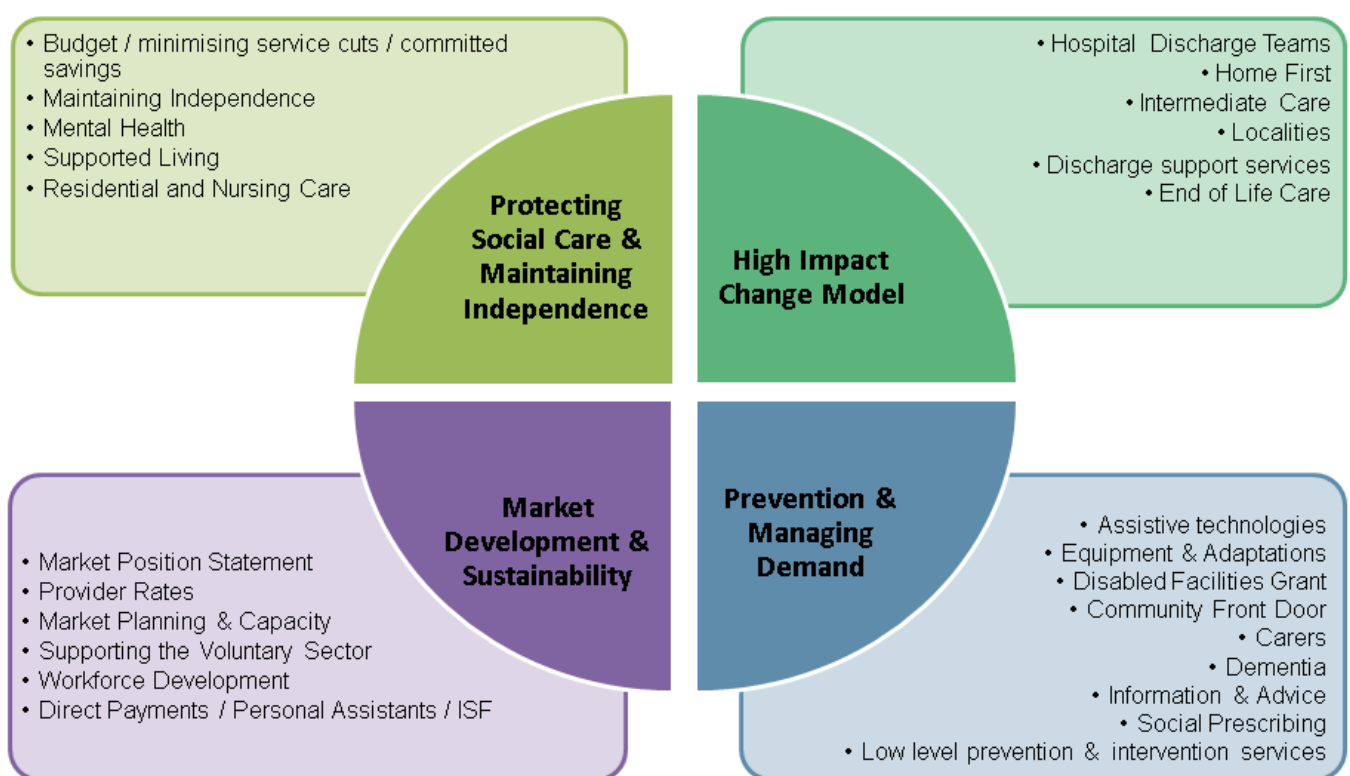 • Budget / minimising service cuts / committed
savings
• Maintaining Independence
• Mental Health
• Supported Living
• Residential and Nursing Care
Protecting
Social Care &
Maintaining
Independence
• Hospital Discharge Teams
• Home First
• Intermediate Care
• Localities
• Discharge support services
• End of Life Care
High Impact
Change Model
• Market Position Statement
• Provider Rates
• Market Planning & Capacity
• Supporting the Voluntary Sector
• Workforce Development
• Direct Payments / Personal Assistants / ISF
Market
Development &
Sustainability
Prevention &
Managing
Demand
• Assistive technologies
• Equipment & Adaptations
• Disabled Facilities Grant
• Community Front Door
• Carers
• Dementia
• Information & Advice
• Social Prescribing
• Low level prevention & intervention services